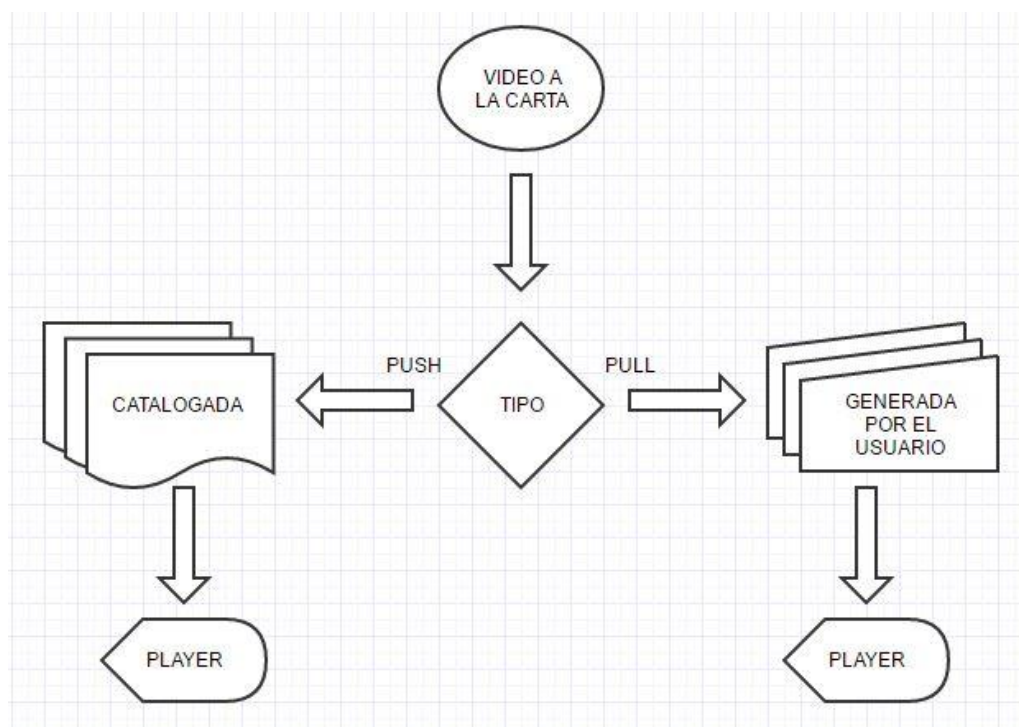 VIDEO A
LA CARTA
PUSH
PULL
CATALOGADA
TIPO
GENERADA
POR EL
USUARIO
PLAYER
PLAYER